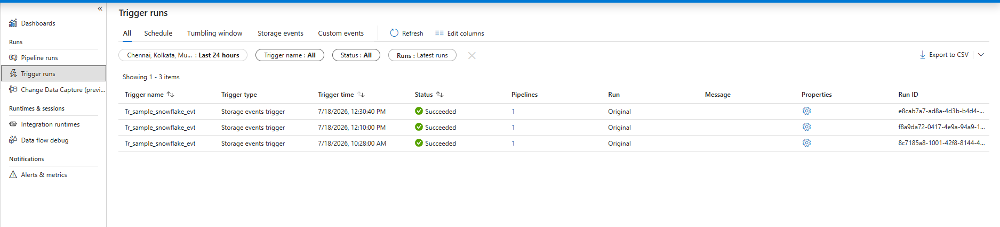 «
Dashboards
Runs
Pipeline runs
Trigger runs
Change Data Capture (previ...
Runtimes & sessions
Integration runtimes
Data flow debug
Notifications
Alerts & metrics
Trigger runs
All Schedule Tumbling window Storage events Custom events Refresh Edit columns
Chennai, Kolkata, Mu... : Last 24 hours Trigger name : All Status : All Runs : Latest runs Export to CSV
Showing 1 - 3 items
Trigger name Trigger type Trigger time Status Pipelines Run Message Properties Run ID
Tr_sample_snowflake_evt Storage events trigger 7/18/2026, 12:30:40 PM Succeeded 1 Original e8cab7a7-ad8a-4d3b-b4d4-...
Tr_sample_snowflake_evt Storage events trigger 7/18/2026, 12:10:00 PM Succeeded 1 Original f8a9da72-0417-4e9a-94a9-1...
Tr_sample_snowflake_evt Storage events trigger 7/18/2026, 10:28:00 AM Succeeded 1 Original 8c7185a8-1001-42f8-8144-4...